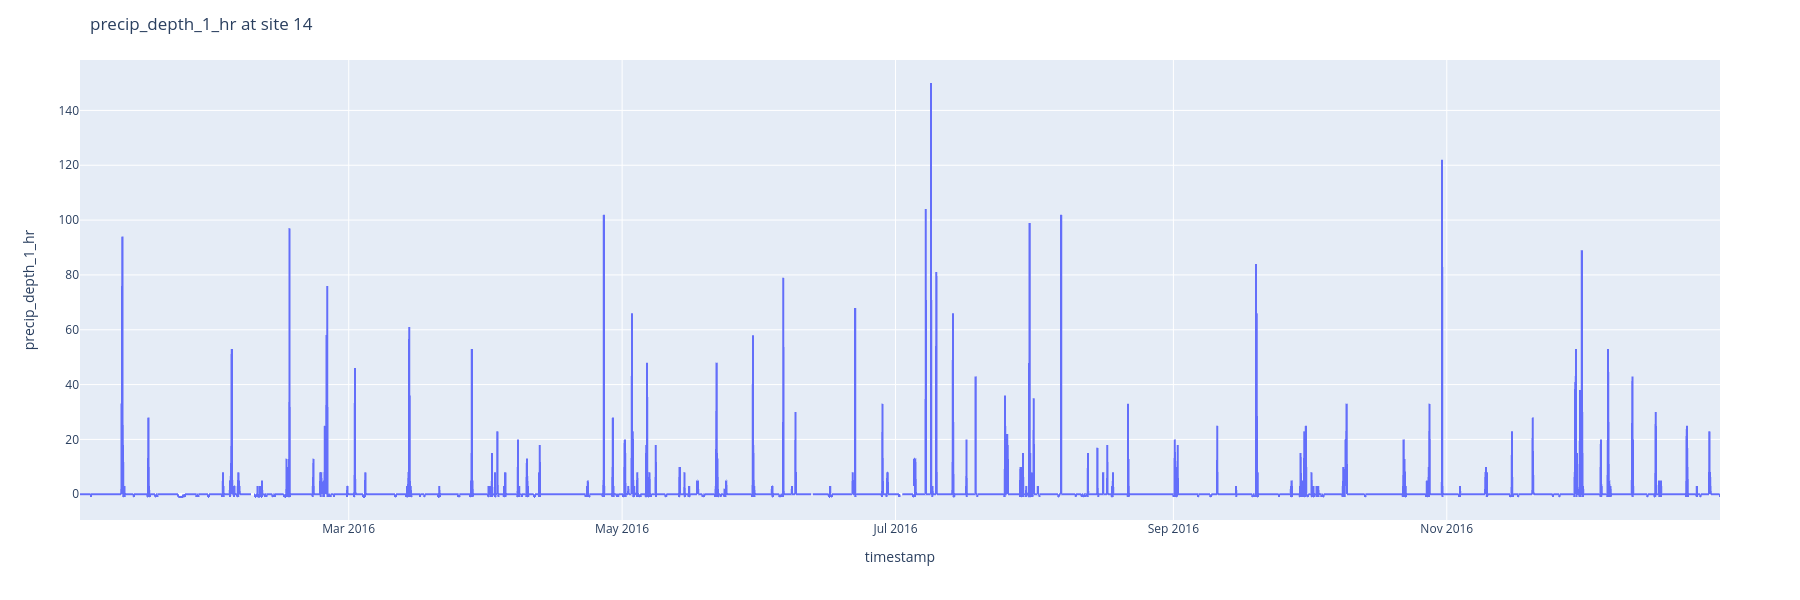 precip_depth_1_hr at site 14
precip_depth_1_hr
140
120
100
80
60
40
20
0
Mar 2016
May 2016
Jul 2016
Sep 2016
Nov 2016
timestamp